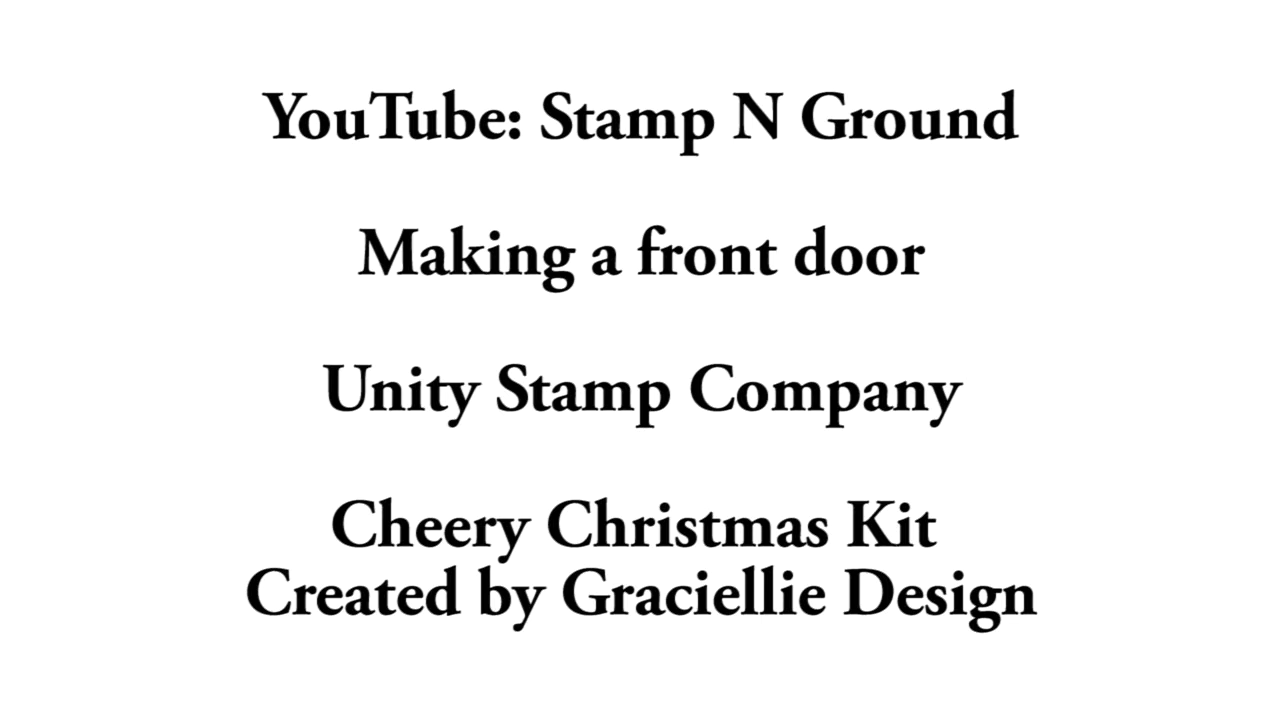 YouTube: Stamp N Ground
Making a front door
Unity Stamp Company
Cheery Christmas Kit
Created by Graciellie Design